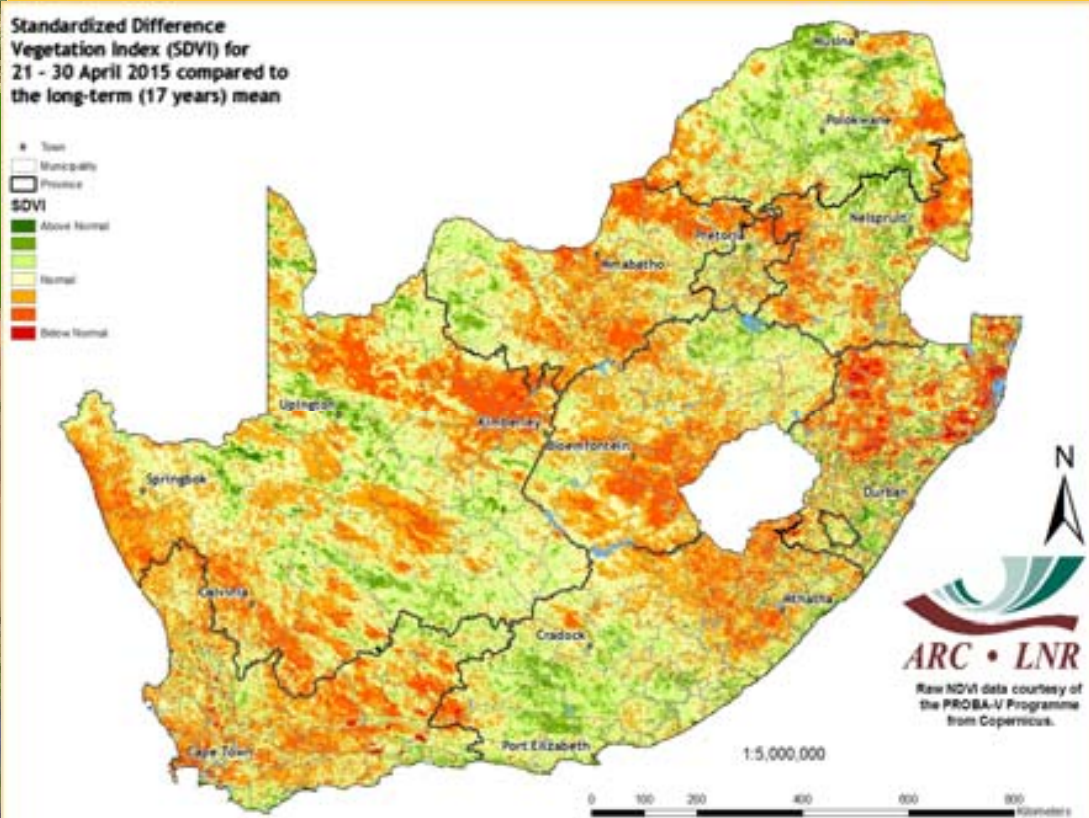 Standardized Difference
Vegetation Index (SDVI) for
21 - 30 April 2015 compared to
the long-term (17 years) mean
Town
Municipality
Province
SDVI
Above Normal
Normal
Below Normal
Musina
Polokwane
Nelspruit
Pretoria
Mmabatho
Upington
Kimberley
Bloemfontein
Springbok
Durban
Calvinia
Mthatha
Cradock
Cape Town
Port Elizabeth
N
ARC • LNR
Raw NDVI data courtesy of
the PROBA-V Programme
from Copernicus.
1:5,000,000
0 100 200 400 600 800
Kilometers